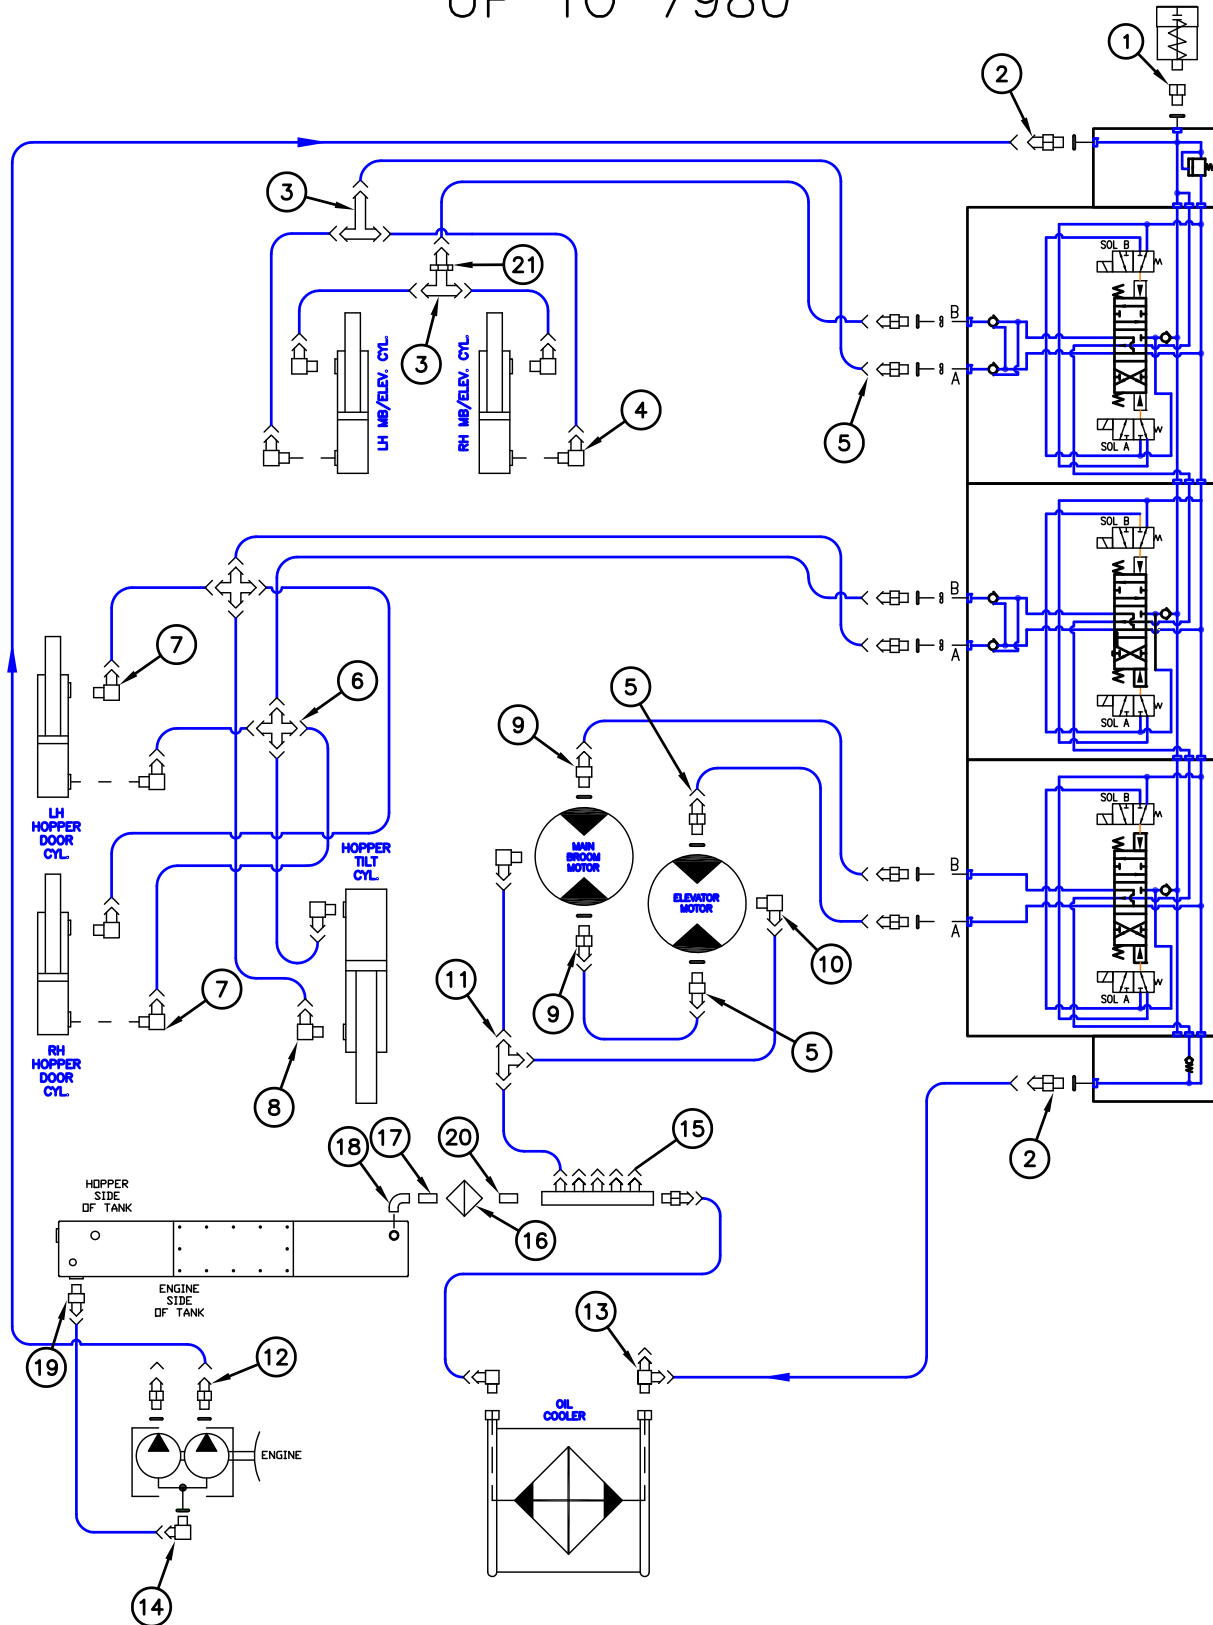 UP TO 7980
1
2
3
21
SOL B
B
3
LH MB/ELEV. CYL.
RH MB/ELEV. CYL.
A
4
5
SOL A
SOL B
B
7
A
6
5
9
SOL A
SOL B
LH
HOPPER
DOOR
CYL.
HOPPER
TILT
CYL.
MAIN
BROOM
MOTOR
B
ELEVATOR
MOTOR
A
10
11
7
9
SOL A
5
RH
HOPPER
DOOR
CYL.
8
2
18
17
20
15
HOPPER
SIDE
OF TANK
16
ENGINE
SIDE
OF TANK
13
19
12
OIL
COOLER
ENGINE
14